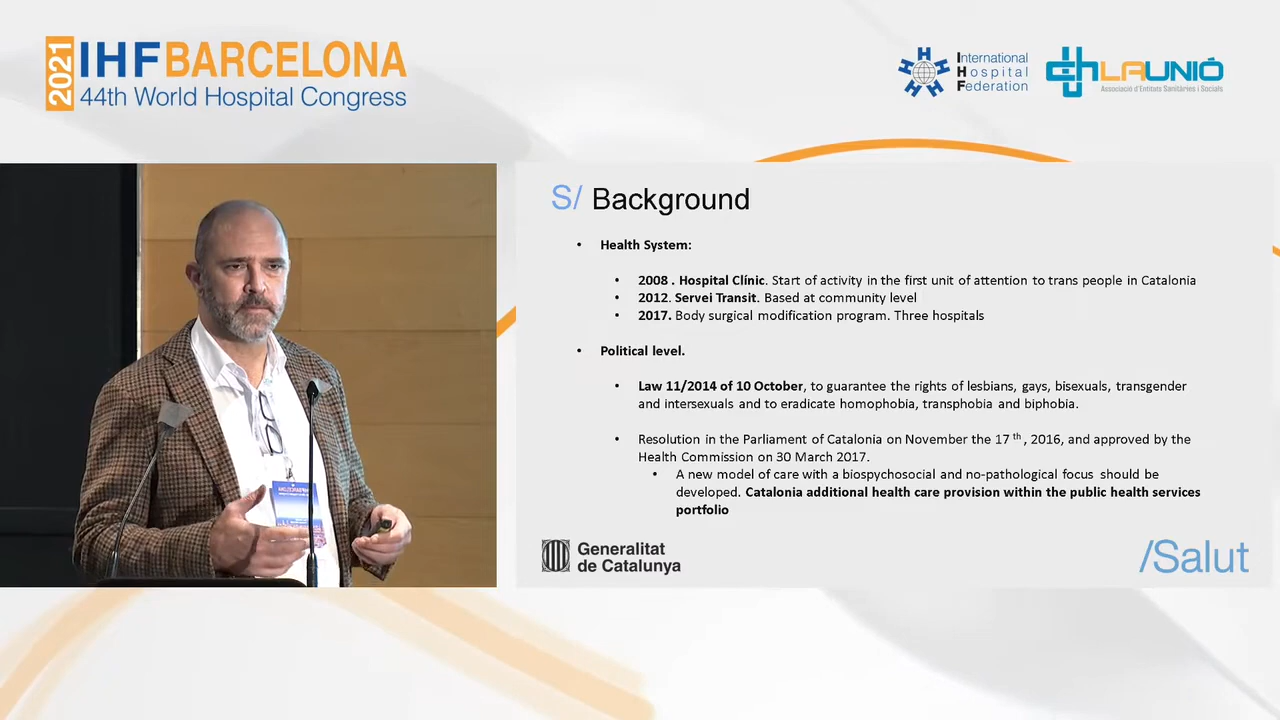 2021
IHF BARCELONA
44th World Hospital Congress
International
Hospital
Federation
LAUNIÓ
Associació d'Entitats Sanitàries i Socials
S/ Background
• Health System:
• 2008 . Hospital Clínic. Start of activity in the first unit of attention to trans people in Catalonia
• 2012. Servei Transit. Based at community level
• 2017. Body surgical modification program. Three hospitals
• Political level.
• Law 11/2014 of 10 October, to guarantee the rights of lesbians, gays, bisexuals, transgender
and intersexuals and to eradicate homophobia, transphobia and biphobia.
• Resolution in the Parliament of Catalonia on November the 17 th , 2016, and approved by the
Health Commission on 30 March 2017.
• A new model of care with a biospychosocial and no-pathological focus should be
developed. Catalonia additional health care provision within the public health services
portfolio
Generalitat
de Catalunya
/Salut